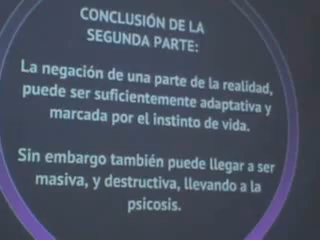 CONCLUSIÓN DE LA
SEGUNDA PARTE:
La negación de una parte de la realidad,
puede ser suficientemente adaptativa y
marcada por el instinto de vida.
Sin embargo también puede llegar a ser
masiva, y destructiva, llevando a la
psicosis.